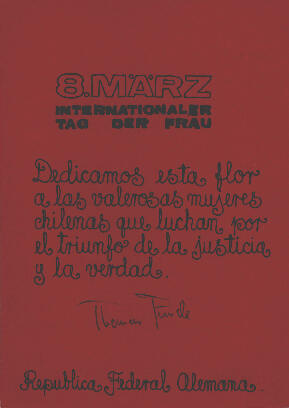 8. MÄRZ
INTERNATIONALER
TAG DER FRAU
Dedicamos esta flor
a las valerosas mujeres
chilenas que luchan por
el triunfo de la justicia
y la verdad.
Republica Federal Alemana.